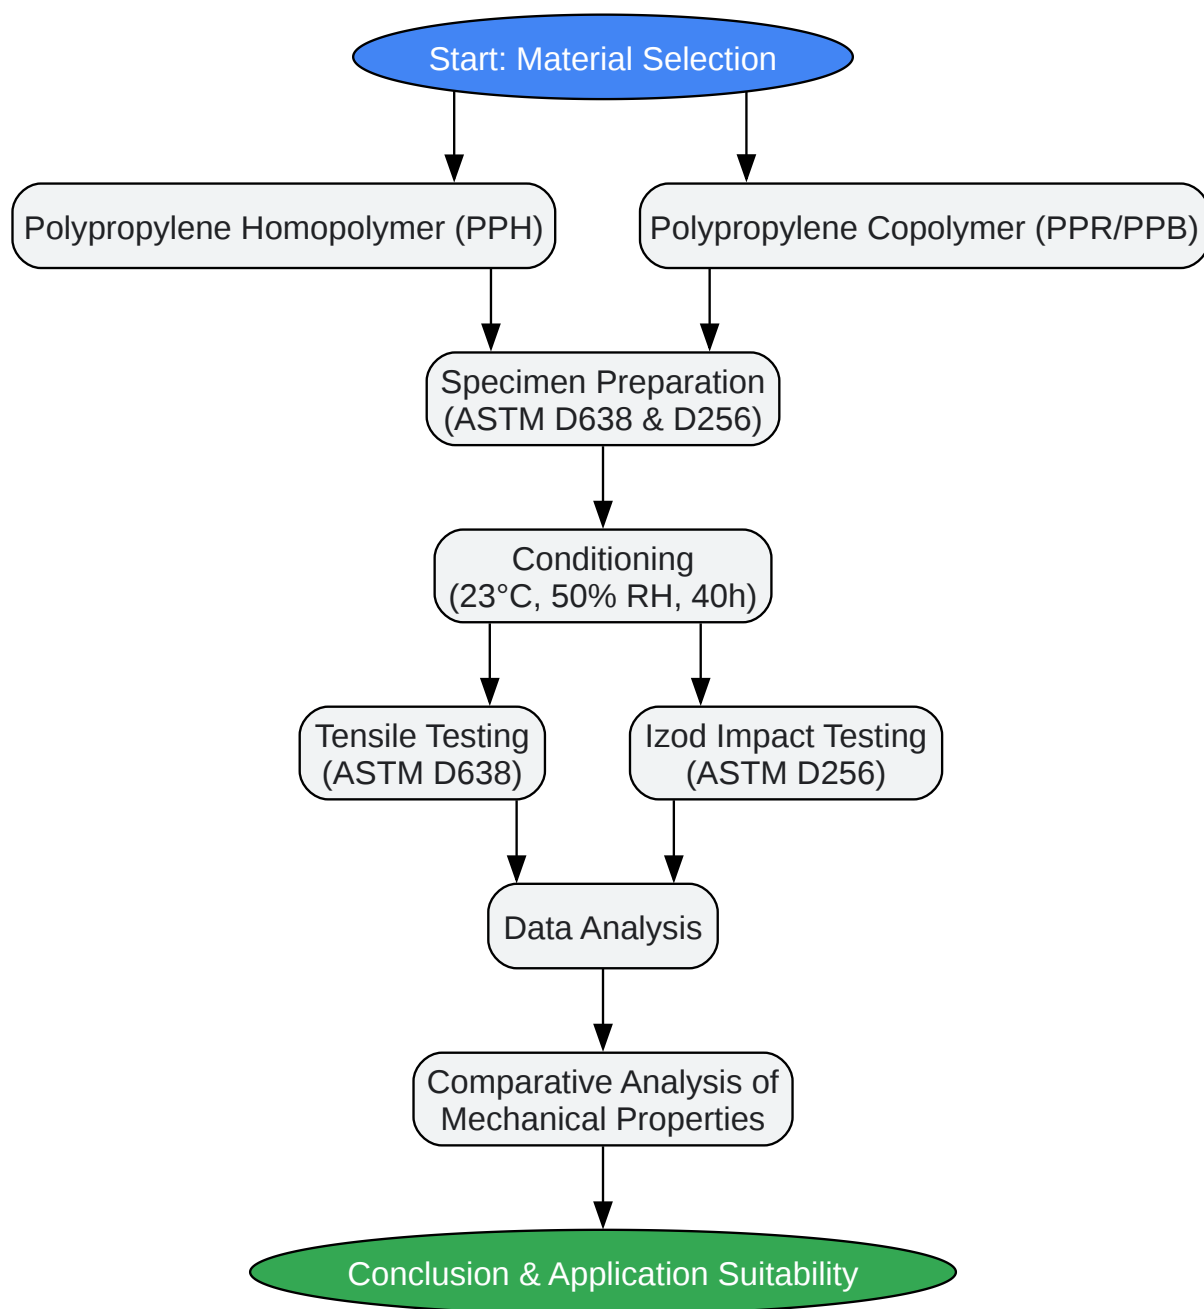 Start: Material Selection
Polypropylene Homopolymer (PPH)
Polypropylene Copolymer (PPR/PPB)
Specimen Preparation
(ASTM D638 & D256)
Conditioning
(23°C, 50% RH, 40h)
Tensile Testing
(ASTM D638)
Izod Impact Testing
(ASTM D256)
Data Analysis
Comparative Analysis of
Mechanical Properties
Conclusion & Application Suitability